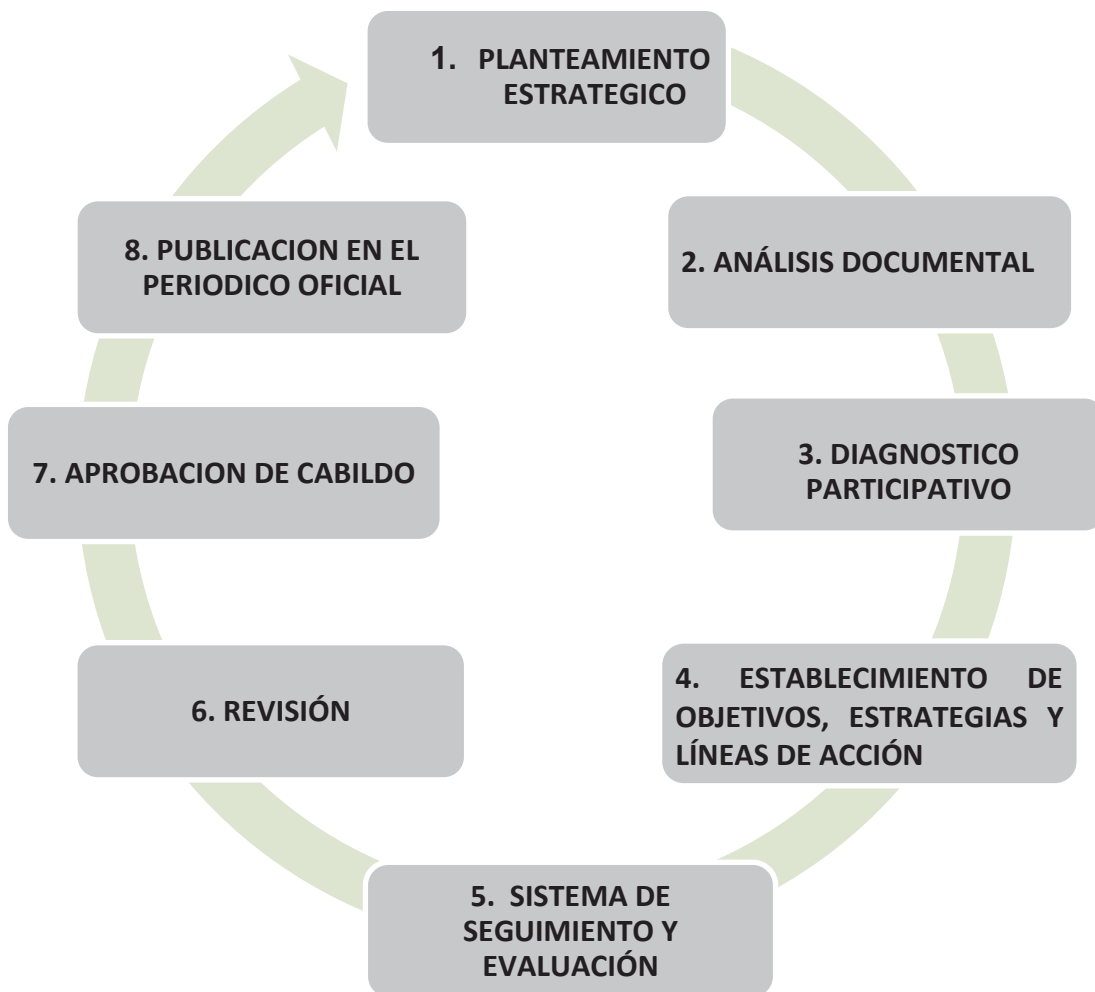 1. PLANTEAMIENTO
ESTRATEGICO
2. ANÁLISIS DOCUMENTAL
3. DIAGNOSTICO
PARTICIPATIVO
4. ESTABLECIMIENTO DE
OBJETIVOS, ESTRATEGIAS Y
LÍNEAS DE ACCIÓN
5. SISTEMA DE
SEGUIMIENTO Y
EVALUACIÓN
6. REVISIÓN
7. APROBACION DE CABILDO
8. PUBLICACION EN EL
PERIODICO OFICIAL